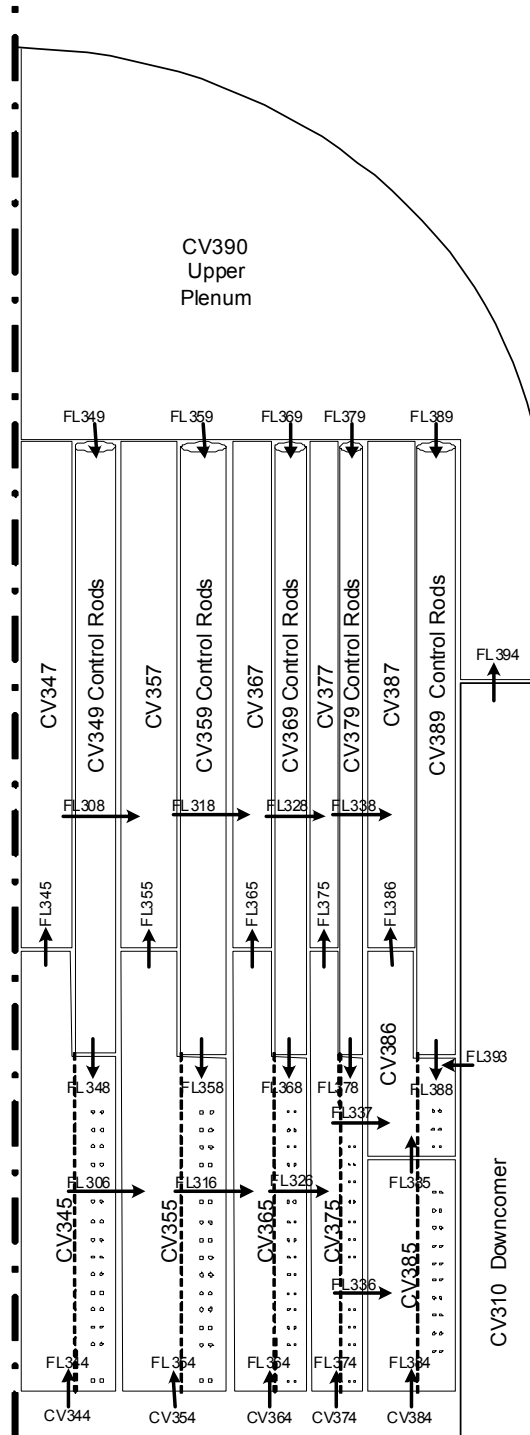 CV390
Upper
Plenum
FL349
FL359
FL369
FL379
FL389
CV347
CV349 Control Rods
CV357
CV359 Control Rods
CV367
CV369 Control Rods
CV377
CV379 Control Rods
CV387
CV389 Control Rods
FL394
FL308
FL318
FL328
FL338
FL345
FL355
FL365
FL375
FL386
CV386
FL393
FL348
FL358
FL368
FL378
FL388
FL337
FL306
FL316
FL326
FL335
CV345
CV355
CV365
CV375
CV385
CV310 Downcomer
FL336
FL344
FL354
FL364
FL374
FL384
CV344
CV354
CV364
CV374
CV384